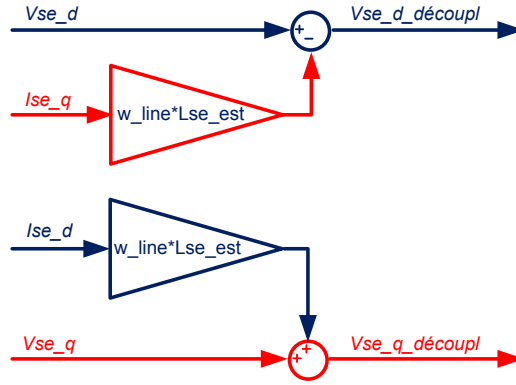 Vse_d
Vse_d_découpl
+
−
Ise_q
w_line*Lse_est
Ise_d
w_line*Lse_est
Vse_q
+
+
Vse_q_découpl